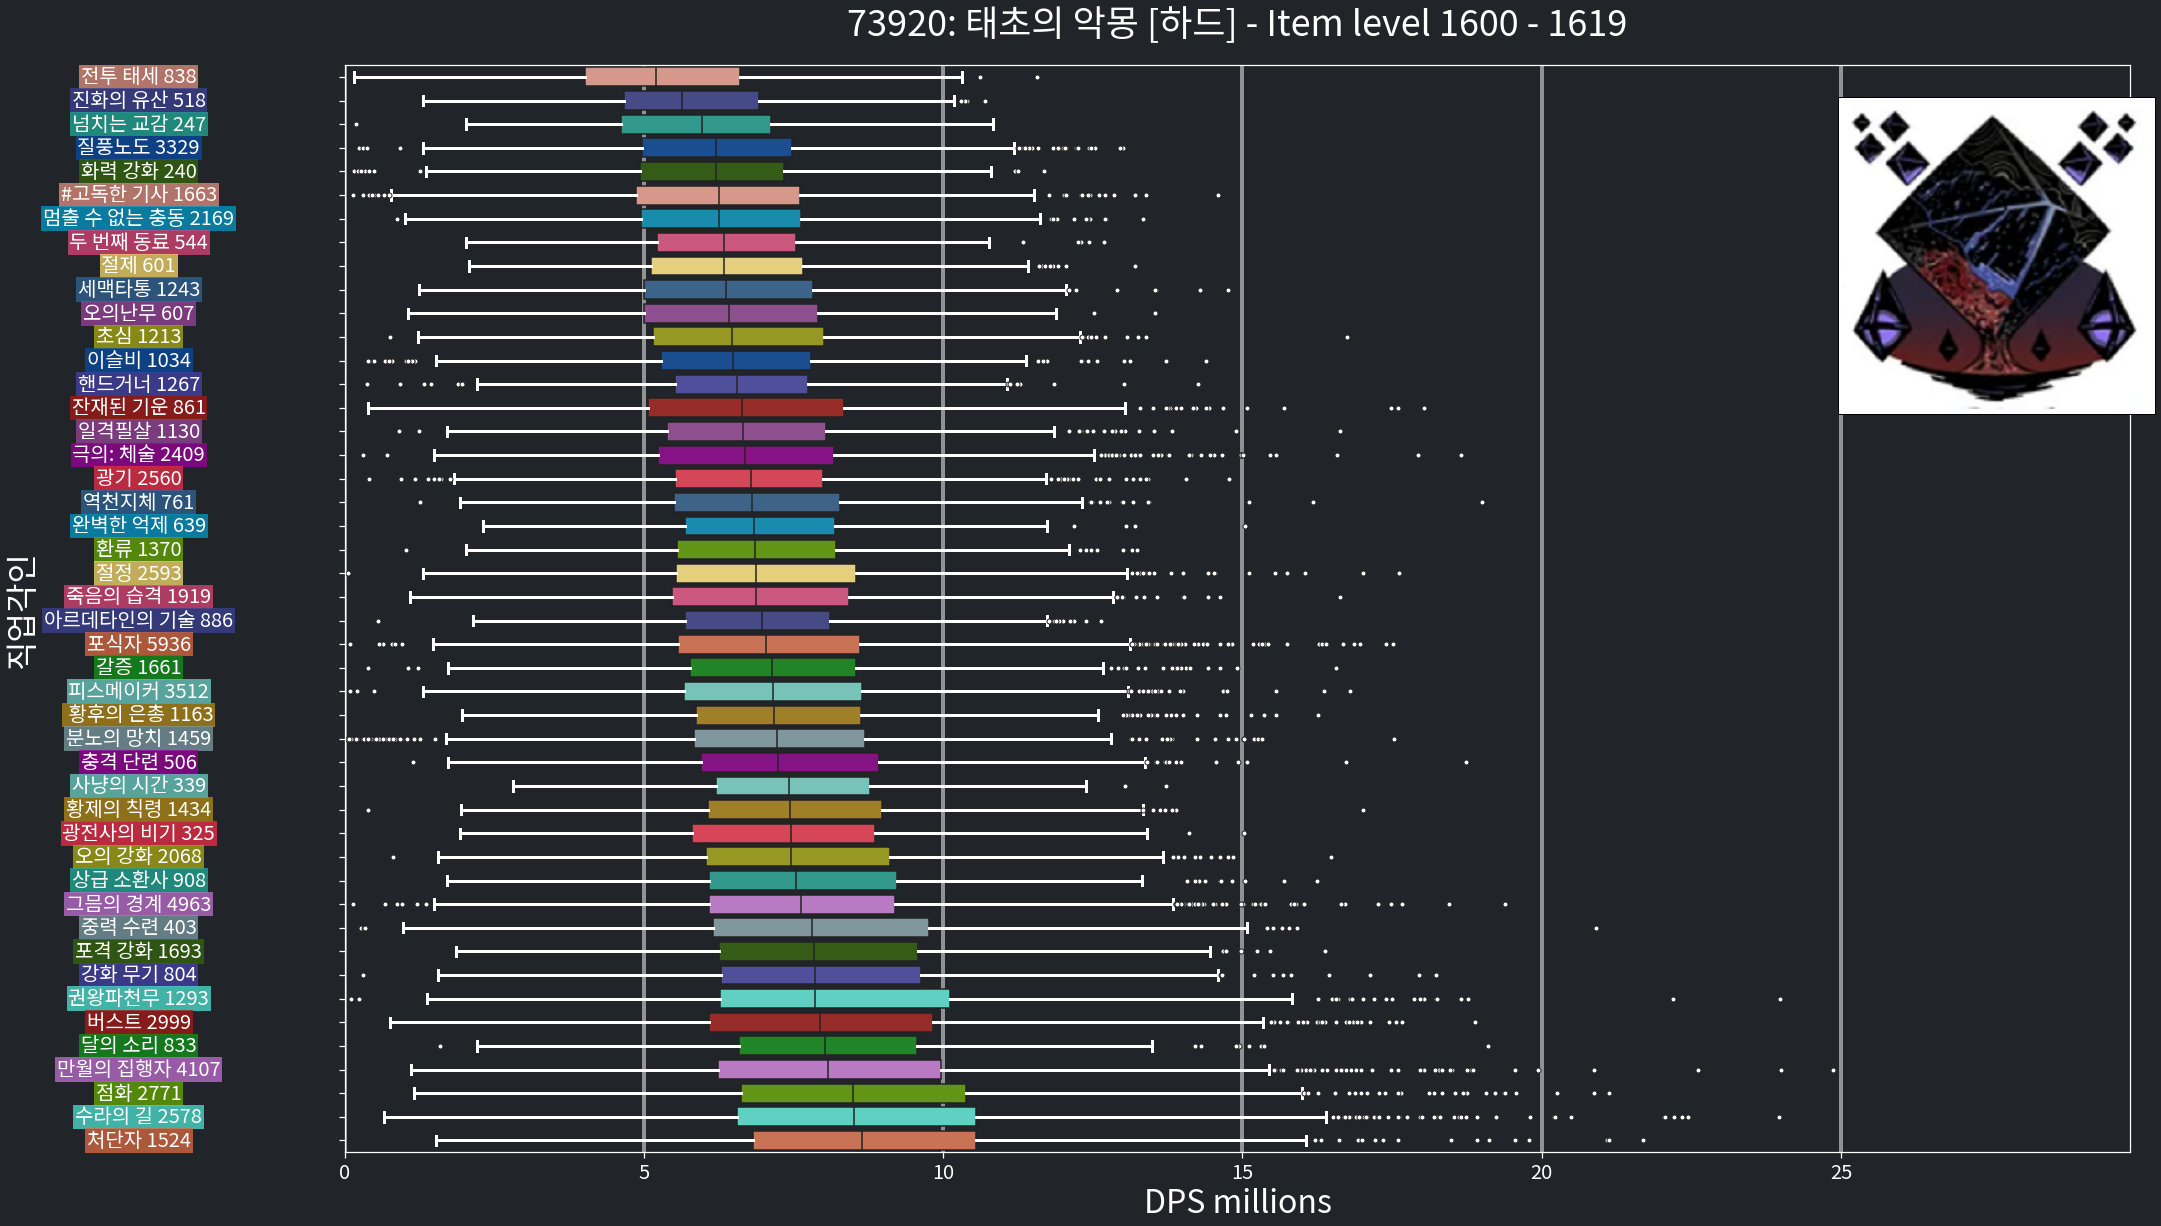 73920: 태초의 악몽 [하드] - Item level 1600 - 1619
직업각인
전투 태세 838
진화의 유산 518
넘치는 교감 247
질풍노도 3329
화력 강화 240
#고독한 기사 1663
멈출 수 없는 충동 2169
두 번째 동료 544
절제 601
세맥타통 1243
오의난무 607
초심 1213
이슬비 1034
핸드거너 1267
잔재된 기운 861
일격필살 1130
극의: 체술 2409
광기 2560
역천지체 761
완벽한 억제 639
환류 1370
절정 2593
죽음의 습격 1919
아르데타인의 기술 886
포식자 5936
갈증 1661
피스메이커 3512
황후의 은총 1163
분노의 망치 1459
충격 단련 506
사냥의 시간 339
황제의 칙령 1434
광전사의 비기 325
오의 강화 2068
상급 소환사 908
그믐의 경계 4963
중력 수련 403
포격 강화 1693
강화 무기 804
권왕파천무 1293
버스트 2999
달의 소리 833
만월의 집행자 4107
점화 2771
수라의 길 2578
처단자 1524
0 5 10 15 20 25
DPS millions